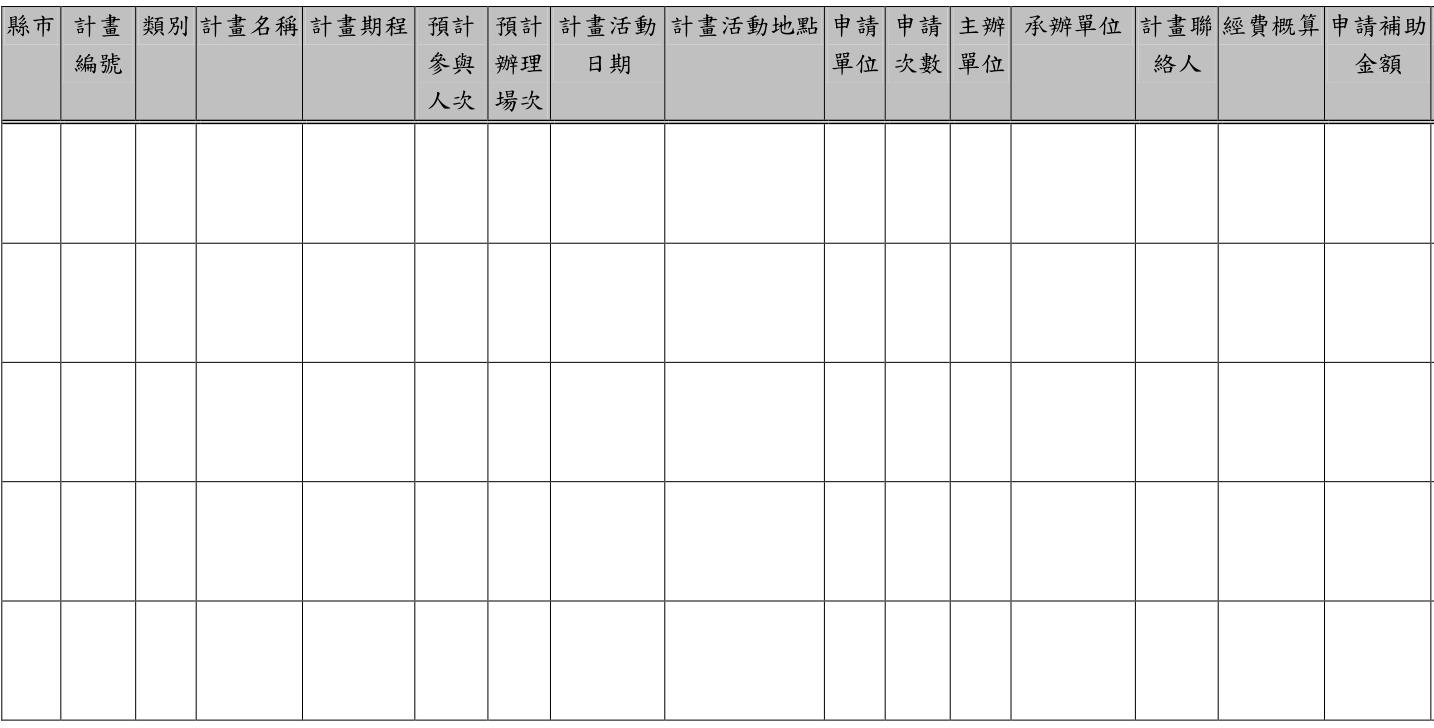 縣市
計畫
編號
類別
計畫名稱
計畫期程
預計
參與
人次
預計
辦理
場次
計畫活動
日期
計畫活動地點
申請
單位
申請
次數
主辦
單位
承辦單位
計畫聯
絡人
經費概算
申請補助
金額